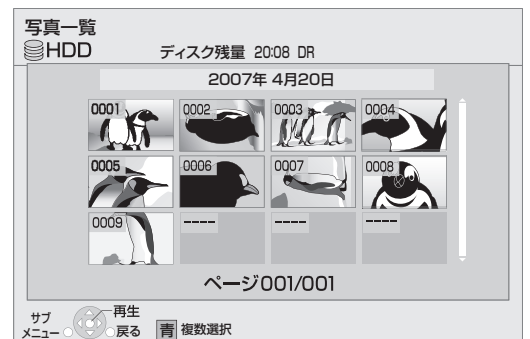 写真一覧
HDD ディスク残量 20:08 DR
2007年 4月20日
0001 0002 0003 0004
0005 0006 0007 0008
0009 ---- ---- ----
ページ001/001
サブ
メニュー
再生
戻る
青 複数選択